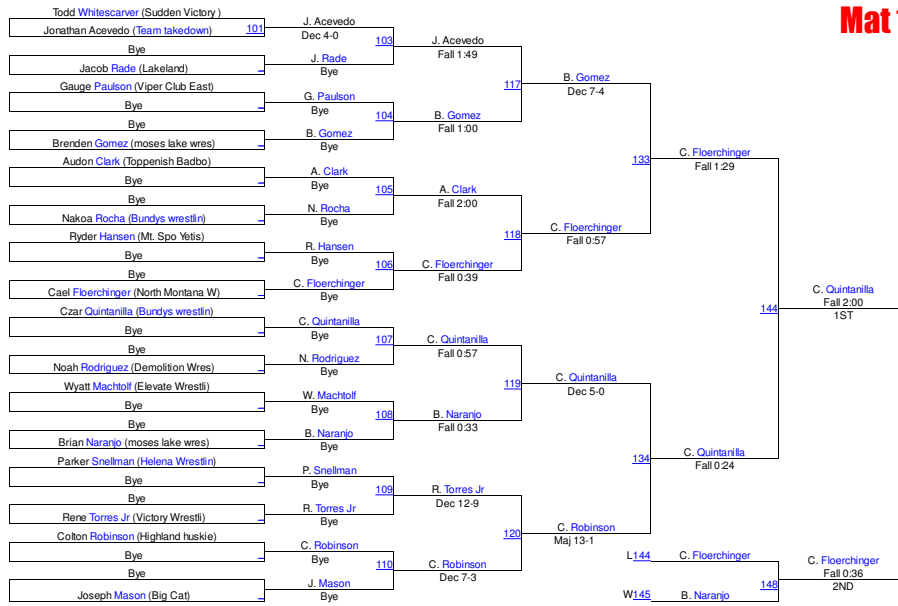 Todd Whitescarver (Sudden Victory )
Jonathan Acevedo (Team takedown)
101
Bye
Jacob Rade (Lakeland)
Gauge Paulson (Viper Club East)
Bye
Bye
Brenden Gomez (moses lake wres)
Audon Clark (Toppenish Badbo)
Bye
Bye
Nakoa Rocha (Bundys wrestlin)
Ryder Hansen (Mt. Spo Yetis)
Bye
Bye
Cael Floerchinger (North Montana W)
Czar Quintanilla (Bundys wrestlin)
Bye
Bye
Noah Rodriguez (Demolition Wres)
Wyatt Machtolf (Elevate Wrestli)
Bye
Bye
Brian Naranjo (moses lake wres)
Parker Snellman (Helena Wrestlin)
Bye
Bye
Rene Torres Jr (Victory Wrestli)
Colton Robinson (Highland huskie)
Bye
Bye
Joseph Mason (Big Cat)
J. Acevedo
Dec 4-0
103
J. Rade
Bye
G. Paulson
Bye
104
B. Gomez
Bye
A. Clark
Bye
105
N. Rocha
Bye
R. Hansen
Bye
106
C. Floerchinger
Bye
C. Quintanilla
Bye
107
N. Rodriguez
Bye
W. Machtolf
Bye
108
B. Naranjo
Bye
P. Snellman
Bye
109
R. Torres Jr
Bye
C. Robinson
Bye
110
J. Mason
Bye
J. Acevedo
Fall 1:49
117
B. Gomez
Fall 1:00
A. Clark
Fall 2:00
118
C. Floerchinger
Fall 0:39
C. Quintanilla
Fall 0:57
119
B. Naranjo
Fall 0:33
R. Torres Jr
Dec 12-9
120
C. Robinson
Dec 7-3
B. Gomez
Dec 7-4
133
C. Floerchinger
Fall 0:57
C. Quintanilla
Dec 5-0
134
C. Robinson
Maj 13-1
Mat
C. Floerchinger
Fall 1:29
144
C. Quintanilla
Fall 0:24
C. Quintanilla
Fall 2:00
1ST
L144
C. Floerchinger
148
W145
B. Naranjo
C. Floerchinger
Fall 0:36
2ND